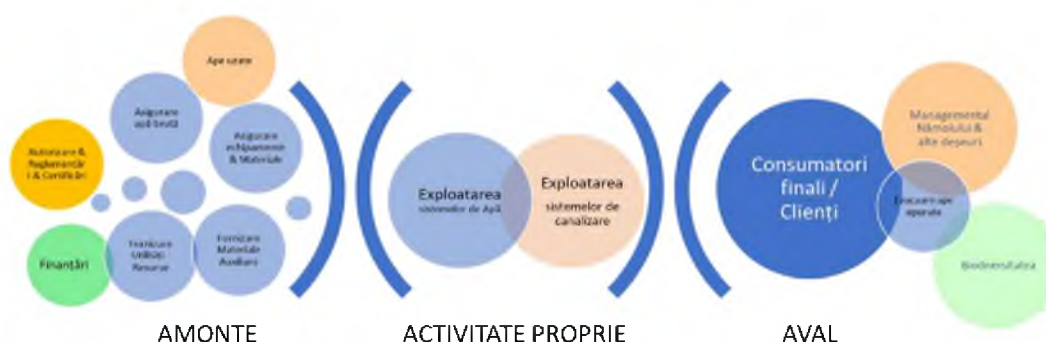 Ape uzate
Asigurare
apă brută
Asigurare
echipamente
& Materiale
Autorizare &
Reglementăr
i & Certificări
Finanțări
Furnizare
Utilități
Resurse
Furnizare
Materiale
Auxiliare
AMONTE
Exploatarea
sistemelor de Apă
Exploatarea
sistemelor de
canalizare
ACTIVITATE PROPRIE
Consumatori
finali /
Clienți
Managementul
Nămolului &
alte deșeuri
Evacuare ape
epurate
Biodiversitatea
AVAL